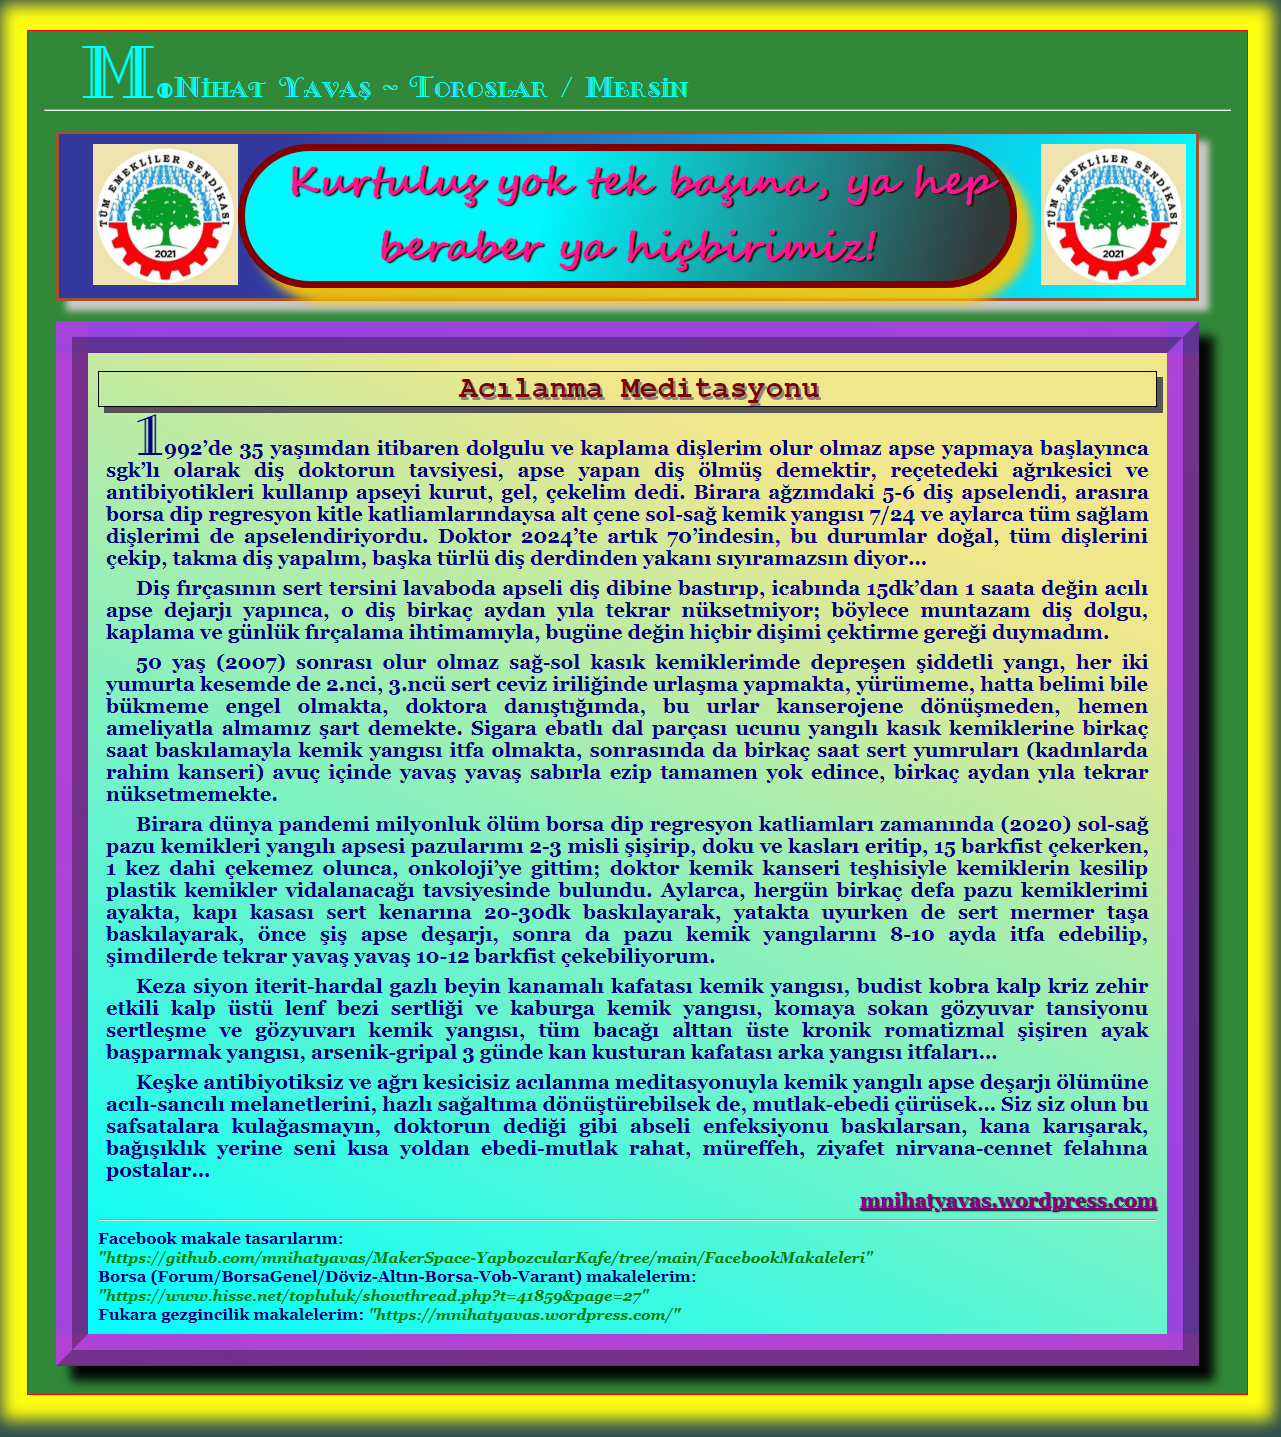 MoNihat Yavaş ~ Toroslar / Mersin
TÜM EMEKLİLER SENDİKASI
2021
Kurtuluş yok tek başına, ya hep
beraber ya hiçbirimiz!
TÜM EMEKLİLER SENDİKASI
2021
Acılanma Meditasyonu
1992’de 35 yaşımdan itibaren dolgulu ve kaplama dişlerim olur olmaz apse yapmaya başlayınca
sgk’lı olarak diş doktorun tavsiyesi, apse yapan diş ölmüş demektir, reçetedeki ağrıkesici ve
antibiyotikleri kullanıp apseyi kurut, gel, çekelim dedi. Birara ağzımdaki 5-6 diş apselendi, arasıra
borsa dip regresyon kitle katliamlarındaysa alt çene sol-sağ kemik yangısı 7/24 ve aylarca tüm sağlam
dişlerimi de apselendiriyordu. Doktor 2024’te artık 70’indesin, bu durumlar doğal, tüm dişlerini
çekip, takma diş yapalım, başka türlü diş derdinden yakanı sıyıramazsın diyor...
Diş fırçasının sert tersini lavaboda apseli diş dibine bastırıp, icabında 15dk’dan 1 saata değin acılı
apse dejarjı yapınca, o diş birkaç aydan yıla tekrar nüksetmiyor; böylece muntazam diş dolgu,
kaplama ve günlük fırçalama ihtimamıyla, bugüne değin hiçbir dişimi çektirme gereği duymadım.
50 yaş (2007) sonrası olur olmaz sağ-sol kasık kemiklerimde depreşen şiddetli yangı, her iki
yumurta kesemde de 2.nci, 3.ncü sert ceviz iriliğinde urlaşma yapmakta, yürümeme, hatta belimi bile
bükmeme engel olmakta, doktora danıştığımda, bu urlar kanserojene dönüşmeden, hemen
ameliyatla almamız şart demekte. Sigara ebatlı dal parçası ucunu yangılı kasık kemiklerine birkaç
saat baskılamayla kemik yangısı itfa olmakta, sonrasında da birkaç saat sert yumruları (kadınlarda
rahim kanseri) avuç içinde yavaş yavaş sabırla ezip tamamen yok edince, birkaç aydan yıla tekrar
nüksetmemekte.
Birara dünya pandemi milyonluk ölüm borsa dip regresyon katliamları zamanında (2020) sol-sağ
pazu kemikleri yangılı apsesi pazularımı 2-3 misli şişirip, doku ve kasları eritip, 15 barkfist çekerken,
1 kez dahi çekemez olunca, onkoloji’ye gittim; doktor kemik kanseri teşhisiyle kemiklerin kesilip
plastik kemikler vidalanacağı tavsiyesinde bulundu. Aylarca, hergün birkaç defa pazu kemiklerimi
ayakta, kapı kasası sert kenarına 20-30dk baskılayarak, yatakta uyurken de sert mermer taşa
baskılayarak, önce şiş apse deşarjı, sonra da pazu kemik yangılarını 8-10 ayda itfa edebilip,
şimdilerde tekrar yavaş yavaş 10-12 barkfist çekebiliyorum.
Keza siyon iterit-hardal gazlı beyin kanamalı kafatası kemik yangısı, budist kobra kalp kriz zehir
etkili kalp üstü lenf bezi sertliği ve kaburga kemik yangısı, komaya sokan gözyuvar tansiyonu
sertleşme ve gözyuvarı kemik yangısı, tüm bacağı alttan üste kronik romatizmal şişiren ayak
başparmak yangısı, arsenik-gripal 3 günde kan kusturan kafatası arka yangısı itfaları...
Keşke antibiyotiksiz ve ağrı kesicisiz acılanma meditasyonuyla kemik yangılı apse deşarjı ölümüne
acılı-sancılı melanetlerini, hazlı sağaltıma dönüştürebilsek de, mutlak-ebedi çürüsek... Siz siz olun bu
safsatalara kulağasmayın, doktorun dediği gibi abseli enfeksiyonu baskılarsan, kana karışarak,
bağışıklık yerine seni kısa yoldan ebedi-mutlak rahat, müreffeh, ziyafet nirvana-cennet felahına
postalar...
mnihatyavas.wordpress.com
Facebook makale tasarılarım:
"https://github.com/mnihatyavas/MakerSpace-YapbozcularKafe/tree/main/FacebookMakaleleri"
Borsa (Forum/BorsaGenel/Döviz-Altın-Borsa-Vob-Varant) makalelerim:
"https://www.hisse.net/topluluk/showthread.php?t=41859&page=27"
Fukara gezgincilik makalelerim: "https://mnihatyavas.wordpress.com/"